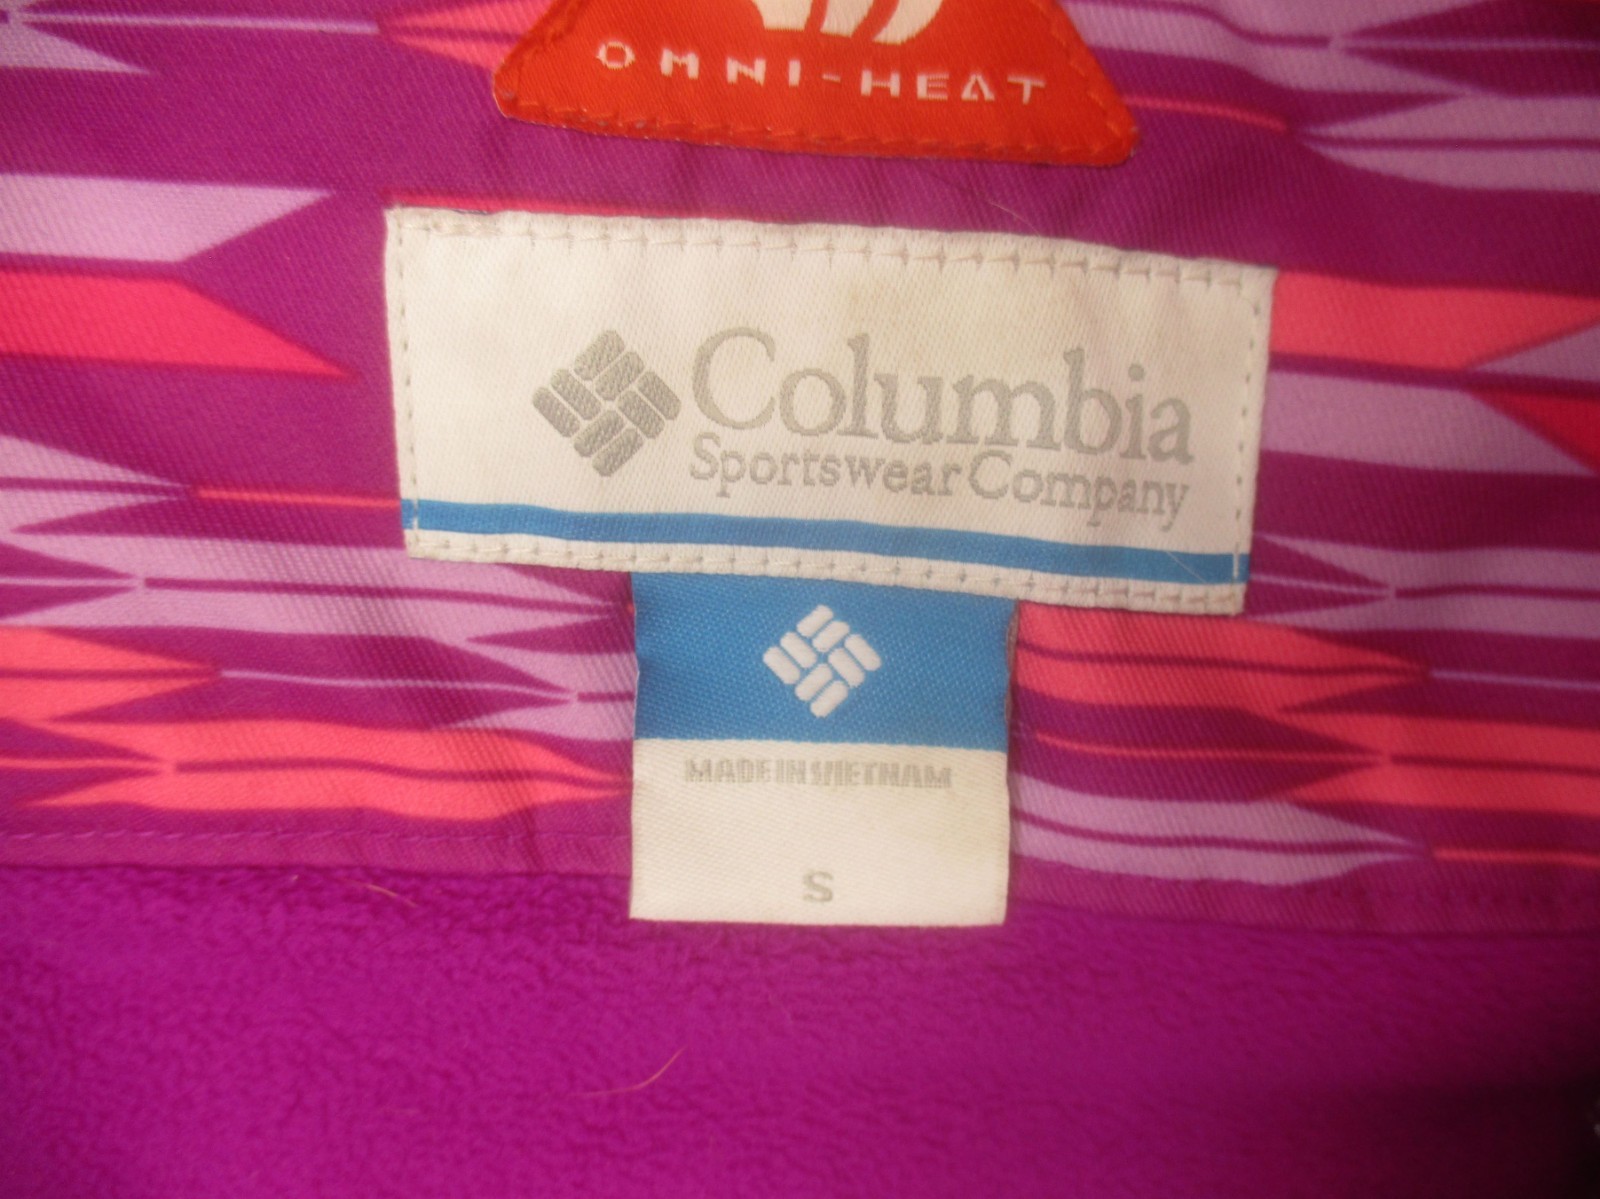 OMNI-HEAT
Columbia
Sportswear Company
MADE IN VIETNAM
S